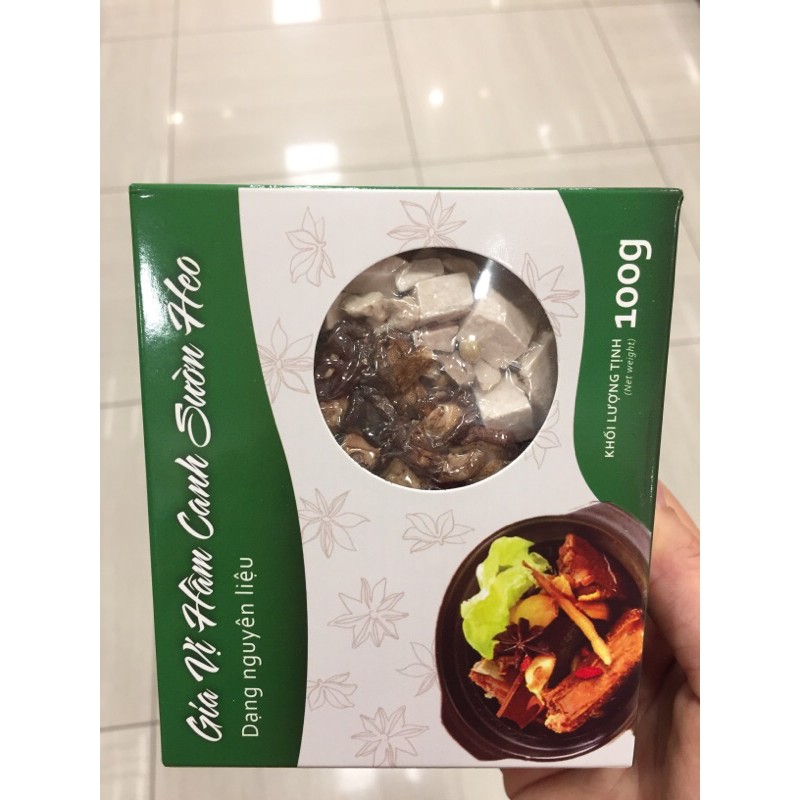 Gia Vị Hầm Canh Sườn Heo
Dạng nguyên liệu
KHỐI LƯỢNG TỊNH
(Net weight)
100g